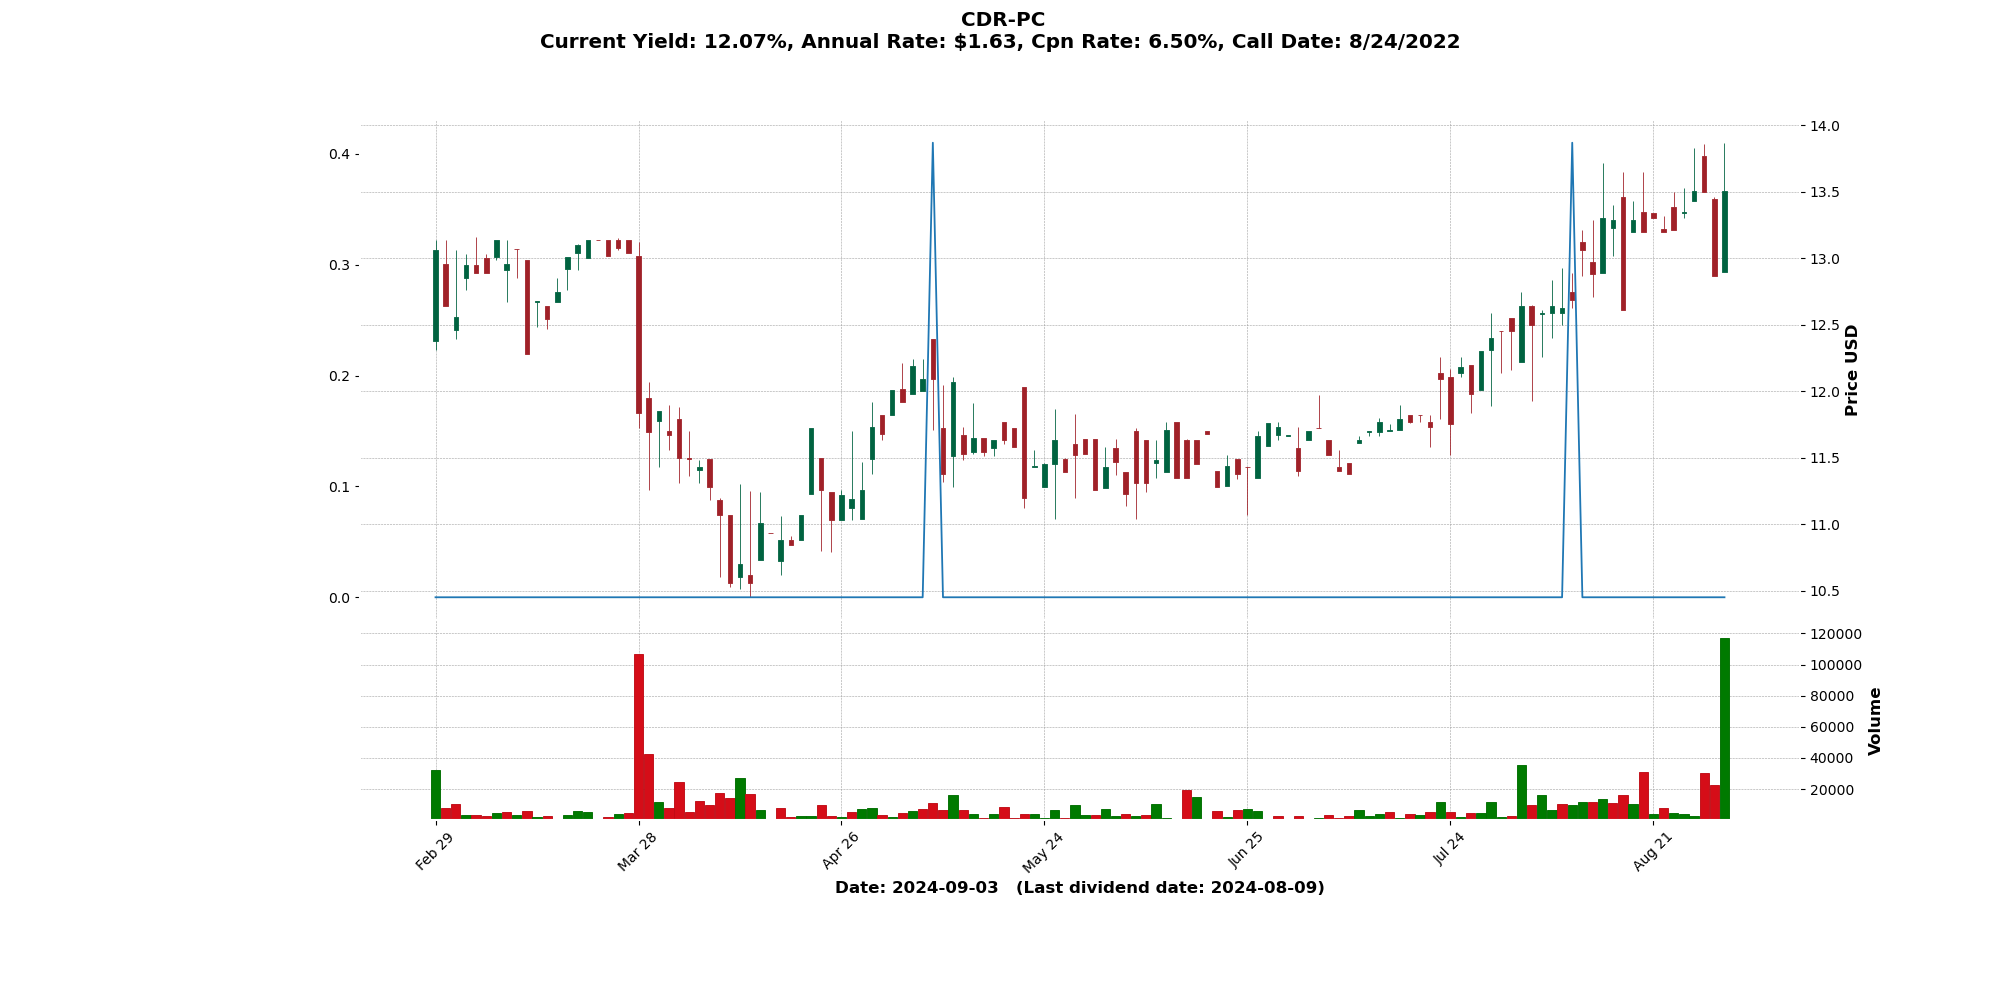 CDR-PC
Current Yield: 12.07%, Annual Rate: $1.63, Cpn Rate: 6.50%, Call Date: 8/24/2022
0.4
0.3
0.2
0.1
0.0
14.0
13.5
13.0
12.5
12.0
11.5
11.0
10.5
Price USD
120000
100000
80000
60000
40000
20000
Volume
Feb 29
Mar 28
Apr 26
May 24
Jun 25
Jul 24
Aug 21
Date: 2024-09-03   (Last dividend date: 2024-08-09)